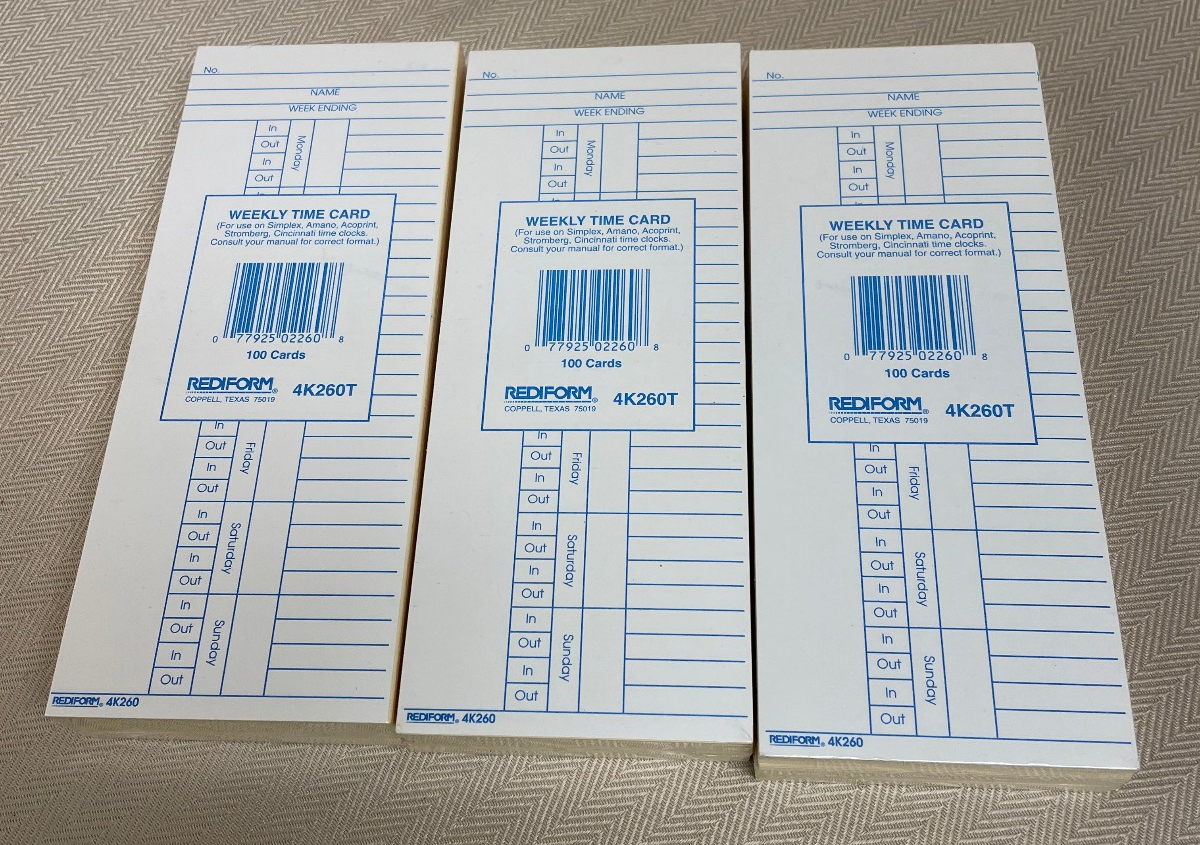 No.
NAME
WEEK ENDING
In
Out
In
Out
Monday
In
WEEKLY TIME CARD
(For use on Simplex, Amano, Acoprint,
Stromberg, Cincinnati time clocks.
Consult your manual for correct format.)
0 77925 02260 8
100 Cards
REDIFORM® 4K260T
COPPELL, TEXAS 75019
In
Out
In
Out
Friday
In
Out
In
Out
Saturday
In
Out
In
Out
Sunday
REDIFORM® 4K260
No.
NAME
WEEK ENDING
In
Out
In
Out
Monday
WEEKLY TIME CARD
(For use on Simplex, Amano, Acoprint,
Stromberg, Cincinnati time clocks.
Consult your manual for correct format.)
0 77925 02260 8
100 Cards
REDIFORM® 4K260T
COPPELL, TEXAS 75019
In
Out
In
Out
Friday
In
Out
In
Out
Saturday
In
Out
In
Out
Sunday
REDIFORM® 4K260
No.
NAME
WEEK ENDING
In
Out
In
Out
Monday
WEEKLY TIME CARD
(For use on Simplex, Amano, Acoprint,
Stromberg, Cincinnati time clocks.
Consult your manual for correct format.)
0 77925 02260 8
100 Cards
REDIFORM® 4K260T
COPPELL, TEXAS 75019
In
Out
In
Out
Friday
In
Out
In
Out
Saturday
In
Out
In
Out
Sunday
REDIFORM® 4K260